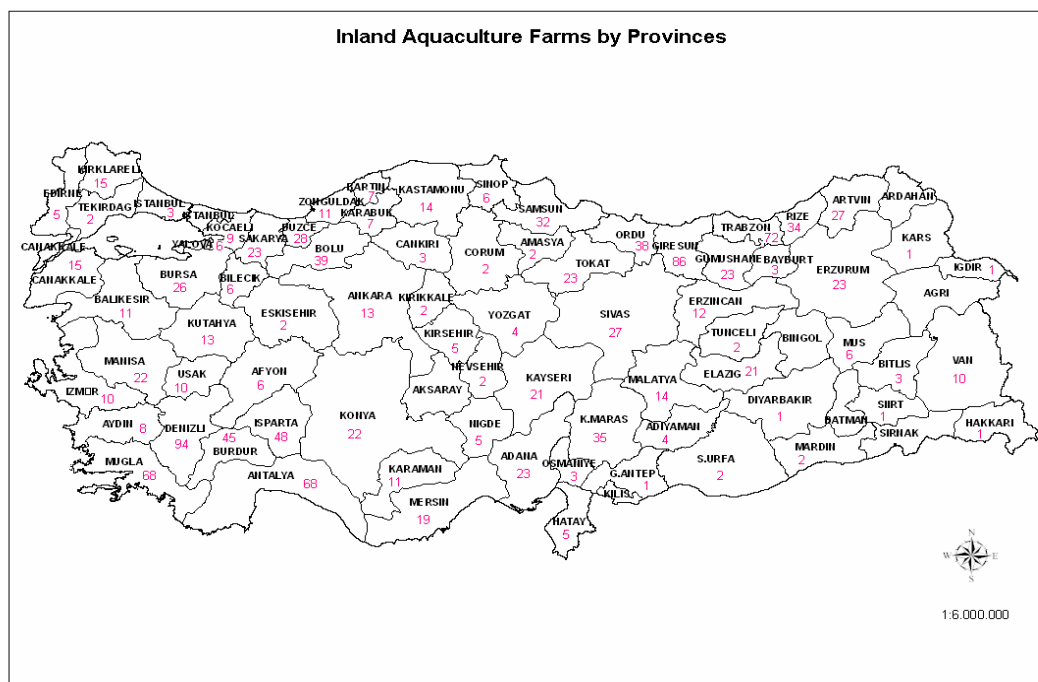 Inland Aquaculture Farms by Provinces
KIRKLARELI
15
EDIRNE
5
TEKIRDAG
2
ISTANBUL
3
ISTANBUL
KOCAELI
9
YALOVA
6
SAKARYA
23
DUZCE
28
ZONGULDAK
11
BARTIN
7
KARABUK
7
KASTAMONU
14
SINOP
6
SAMSUN
32
ORDU
38
GIRESUN
86
TRABZON
72
RIZE
34
ARTVIN
27
ARDAHAN
KARS
1
IGDIR 1
AGRI
CANAKKALE
15
CANAKKALE
BALIKESIR
11
BURSA
26
BILECIK
6
BOLU
39
CANKIRI
3
CORUM
2
AMASYA
2
TOKAT
23
GUMUSHANE
23
BAYBURT
3
ERZURUM
23
ERZINCAN
12
KUTAHYA
13
ESKISEHIR
2
ANKARA
13
KIRIKKALE
2
KIRSEHIR
5
YOZGAT
4
SIVAS
27
TUNCELI
2
BINGOL
MUS
6
BITLIS
3
VAN
10
MANISA
22
USAK
10
AFYON
6
IZMIR
10
AYDIN 8
DENIZLI
94
MUGLA
68
BURDUR
45
ISPARTA
48
ANTALYA 68
KONYA
22
AKSARAY
NEVSEHIR
2
NIGDE
5
KAYSERI
21
MALATYA
14
ELAZIG 21
DIYARBAKIR
1
BATMAN
SIIRT
1
SIRNAK
HAKKARI
1
KARAMAN
11
MERSIN
19
ADANA
23
OSMANIYE
3
K.MARAS
35
ADIYAMAN
4
G.ANTEP
1
KILIS
S.URFA
2
MARDIN
2
HATAY
5
N
W E
S
1:6.000.000